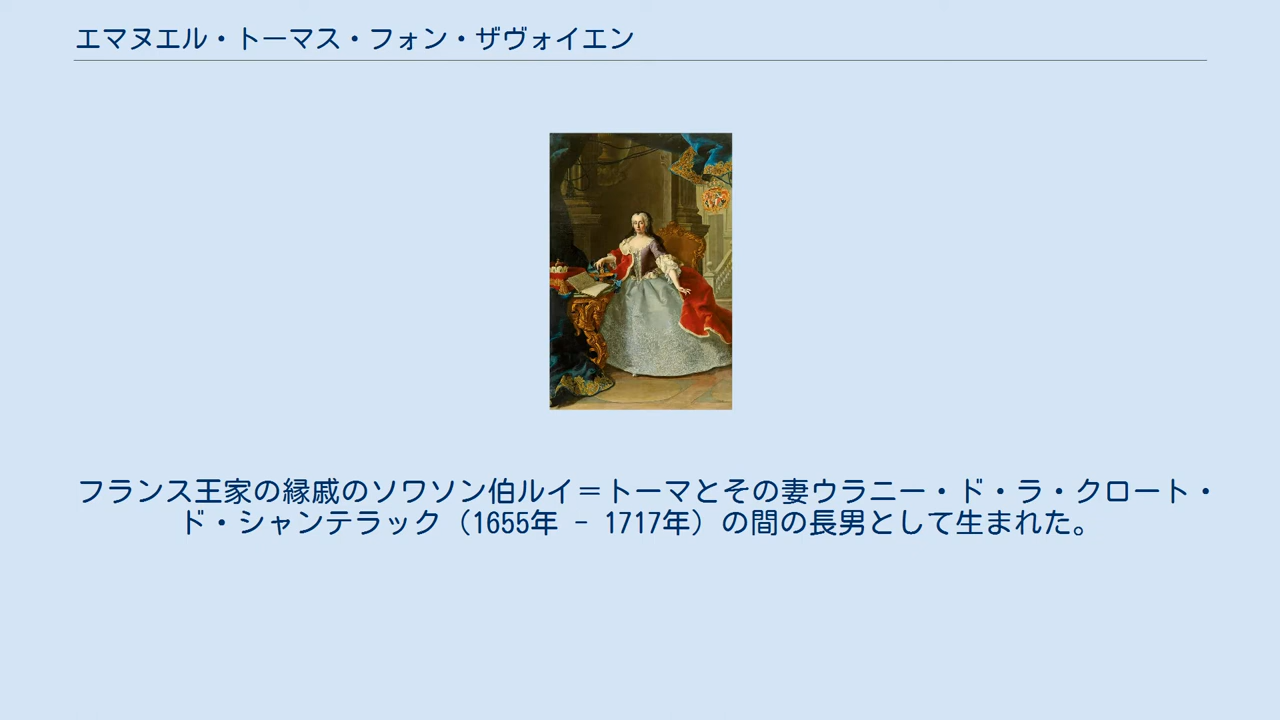 エマヌエル・トーマス・フォン・ザヴォイエン
フランス王家の縁戚のソワソン伯ルイ＝トーマとその妻ウラニー・ド・ラ・クロート・
ド・シャンテラック（1655年 - 1717年）の間の長男として生まれた。